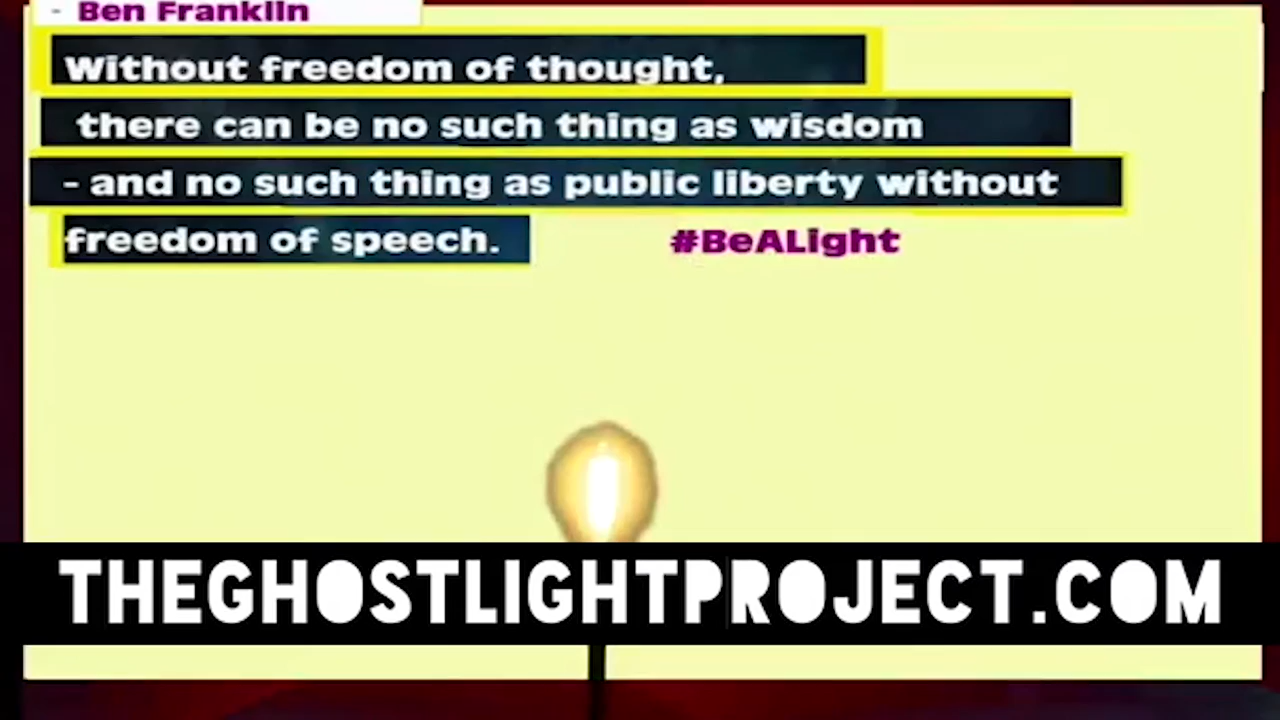 - Ben Franklin
Without freedom of thought,
there can be no such thing as wisdom
- and no such thing as public liberty without
freedom of speech.
#BeALight
THEGHOSTLIGHTPROJECT.COM